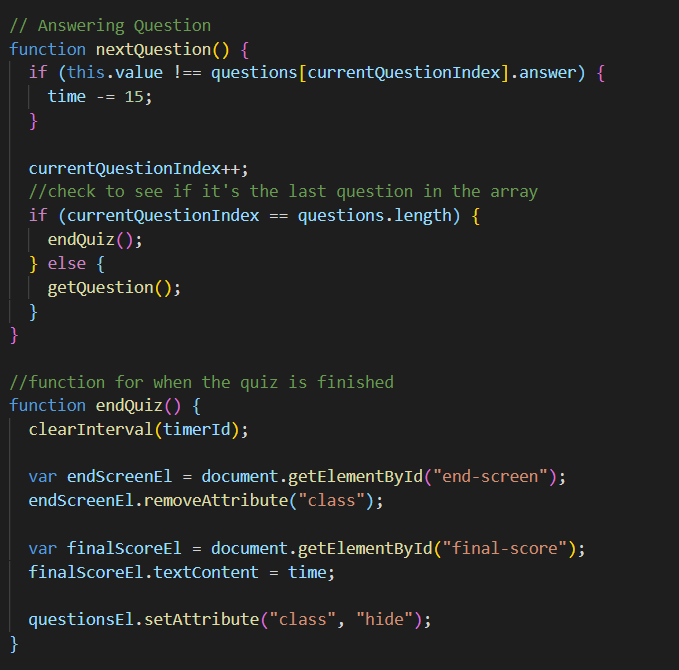 // Answering Question
function nextQuestion() {
  if (this.value !== questions[currentQuestionIndex].answer) {
    time -= 15;
  }

  currentQuestionIndex++;
  //check to see if it's the last question in the array
  if (currentQuestionIndex == questions.length) {
    endQuiz();
  } else {
    getQuestion();
  }
}

//function for when the quiz is finished
function endQuiz() {
  clearInterval(timerId);

  var endScreenEl = document.getElementById("end-screen");
  endScreenEl.removeAttribute("class");

  var finalScoreEl = document.getElementById("final-score");
  finalScoreEl.textContent = time;

  questionsEl.setAttribute("class", "hide");
}